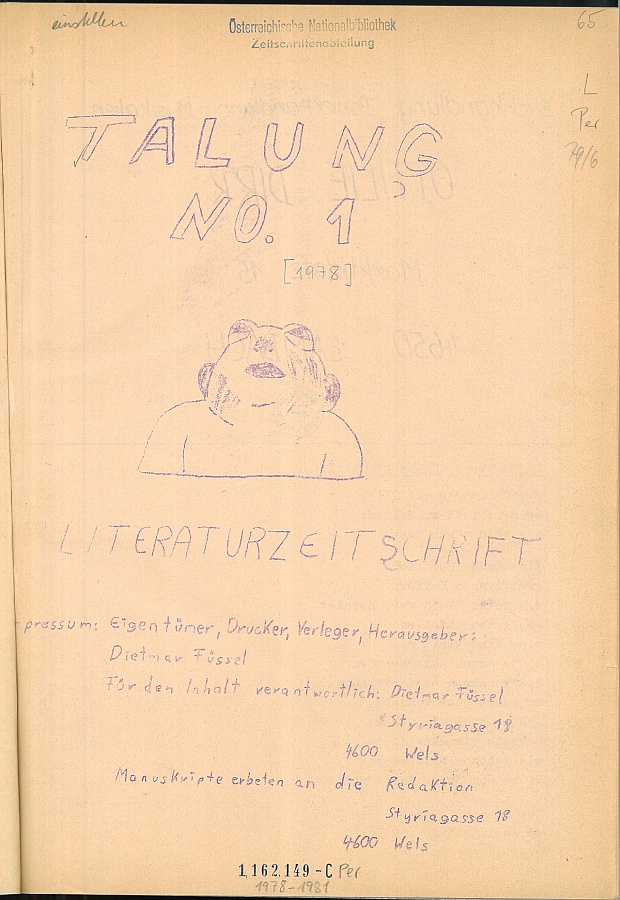 einstellen
Österreichische Nationalbibliothek
Zeitschriftenabteilung
65
L
Per
79/6
TALUNG
NO. 1
[1978]
LITERATURZEITSCHRIFT
pressum: Eigentümer, Drucker, Verleger, Herausgeber:
Dietmar Füssel
Für den Inhalt verantwortlich: Dietmar Füssel
Styriagasse 18
4600 Wels
Manuskripte erbeten an die Redaktion
Styriagasse 18
4600 Wels
1,162.149-C Per
1978-1981